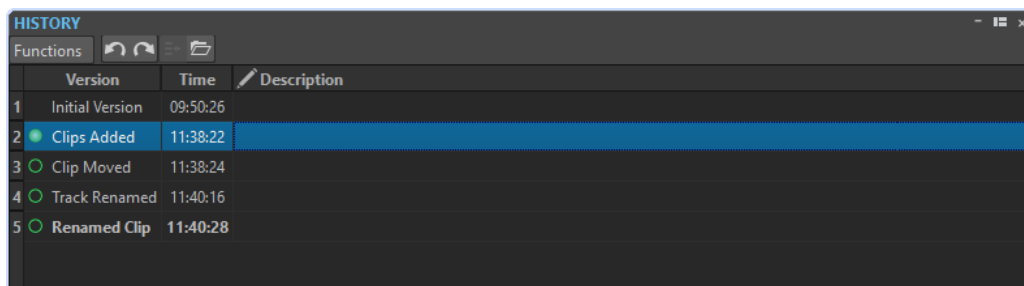 HISTORY
Functions
Version Time Description
1 Initial Version 09:50:26
2 Clips Added 11:38:22
3 Clip Moved 11:38:24
4 Track Renamed 11:40:16
5 Renamed Clip 11:40:28